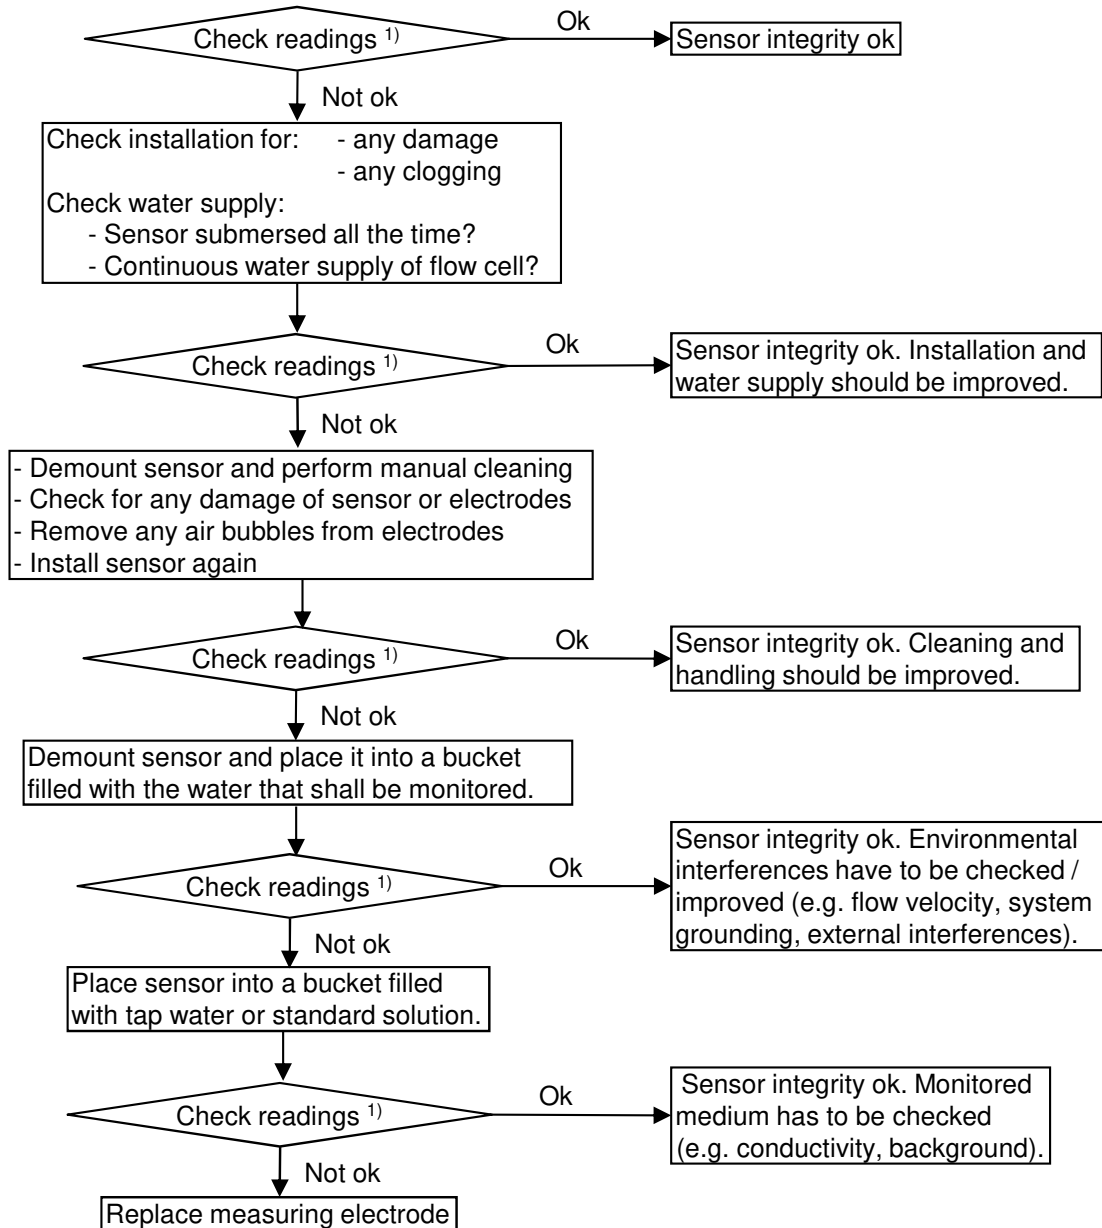 Check readings 1)
Ok
Sensor integrity ok
Not ok
Check installation for: - any damage
- any clogging
Check water supply:
- Sensor submersed all the time?
- Continuous water supply of flow cell?
Check readings 1)
Ok
Sensor integrity ok. Installation and
water supply should be improved.
Not ok
- Demount sensor and perform manual cleaning
- Check for any damage of sensor or electrodes
- Remove any air bubbles from electrodes
- Install sensor again
Check readings 1)
Ok
Sensor integrity ok. Cleaning and
handling should be improved.
Not ok
Demount sensor and place it into a bucket
filled with the water that shall be monitored.
Check readings 1)
Ok
Sensor integrity ok. Environmental
interferences have to be checked /
improved (e.g. flow velocity, system
grounding, external interferences).
Not ok
Place sensor into a bucket filled
with tap water or standard solution.
Check readings 1)
Ok
Sensor integrity ok. Monitored
medium has to be checked
(e.g. conductivity, background).
Not ok
Replace measuring electrode